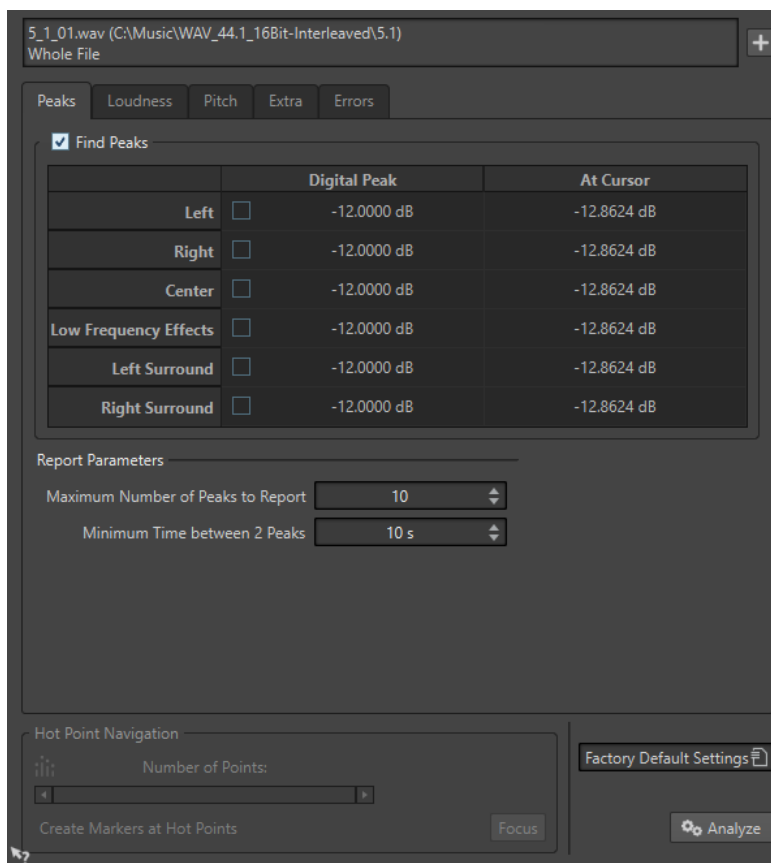 5_1_01.wav (C:\Music\WAV_44.1_16Bit-Interleaved\5.1)
Whole File
Peaks Loudness Pitch Extra Errors
Find Peaks
Digital Peak At Cursor
Left -12.0000 dB -12.8624 dB
Right -12.0000 dB -12.8624 dB
Center -12.0000 dB -12.8624 dB
Low Frequency Effects -12.0000 dB -12.8624 dB
Left Surround -12.0000 dB -12.8624 dB
Right Surround -12.0000 dB -12.8624 dB
Report Parameters
Maximum Number of Peaks to Report 10
Minimum Time between 2 Peaks 10 s
Hot Point Navigation
Number of Points:
Factory Default Settings
Create Markers at Hot Points Focus
Analyze